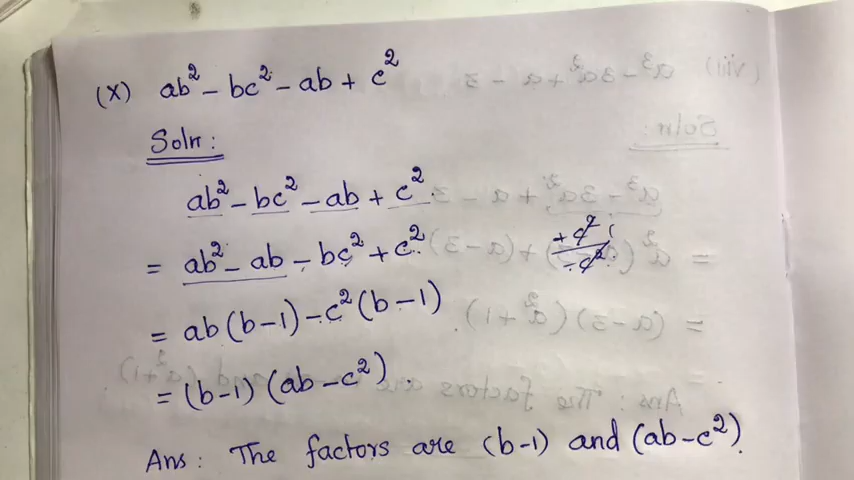 (X) ab² - bc² - ab + c²
Soln:
ab² - bc² - ab + c²
= ab² - ab - bc² + c²
= ab (b-1) - c² (b-1)
= (b-1) (ab - c²)
Ans: The factors are (b-1) and (ab-c²).